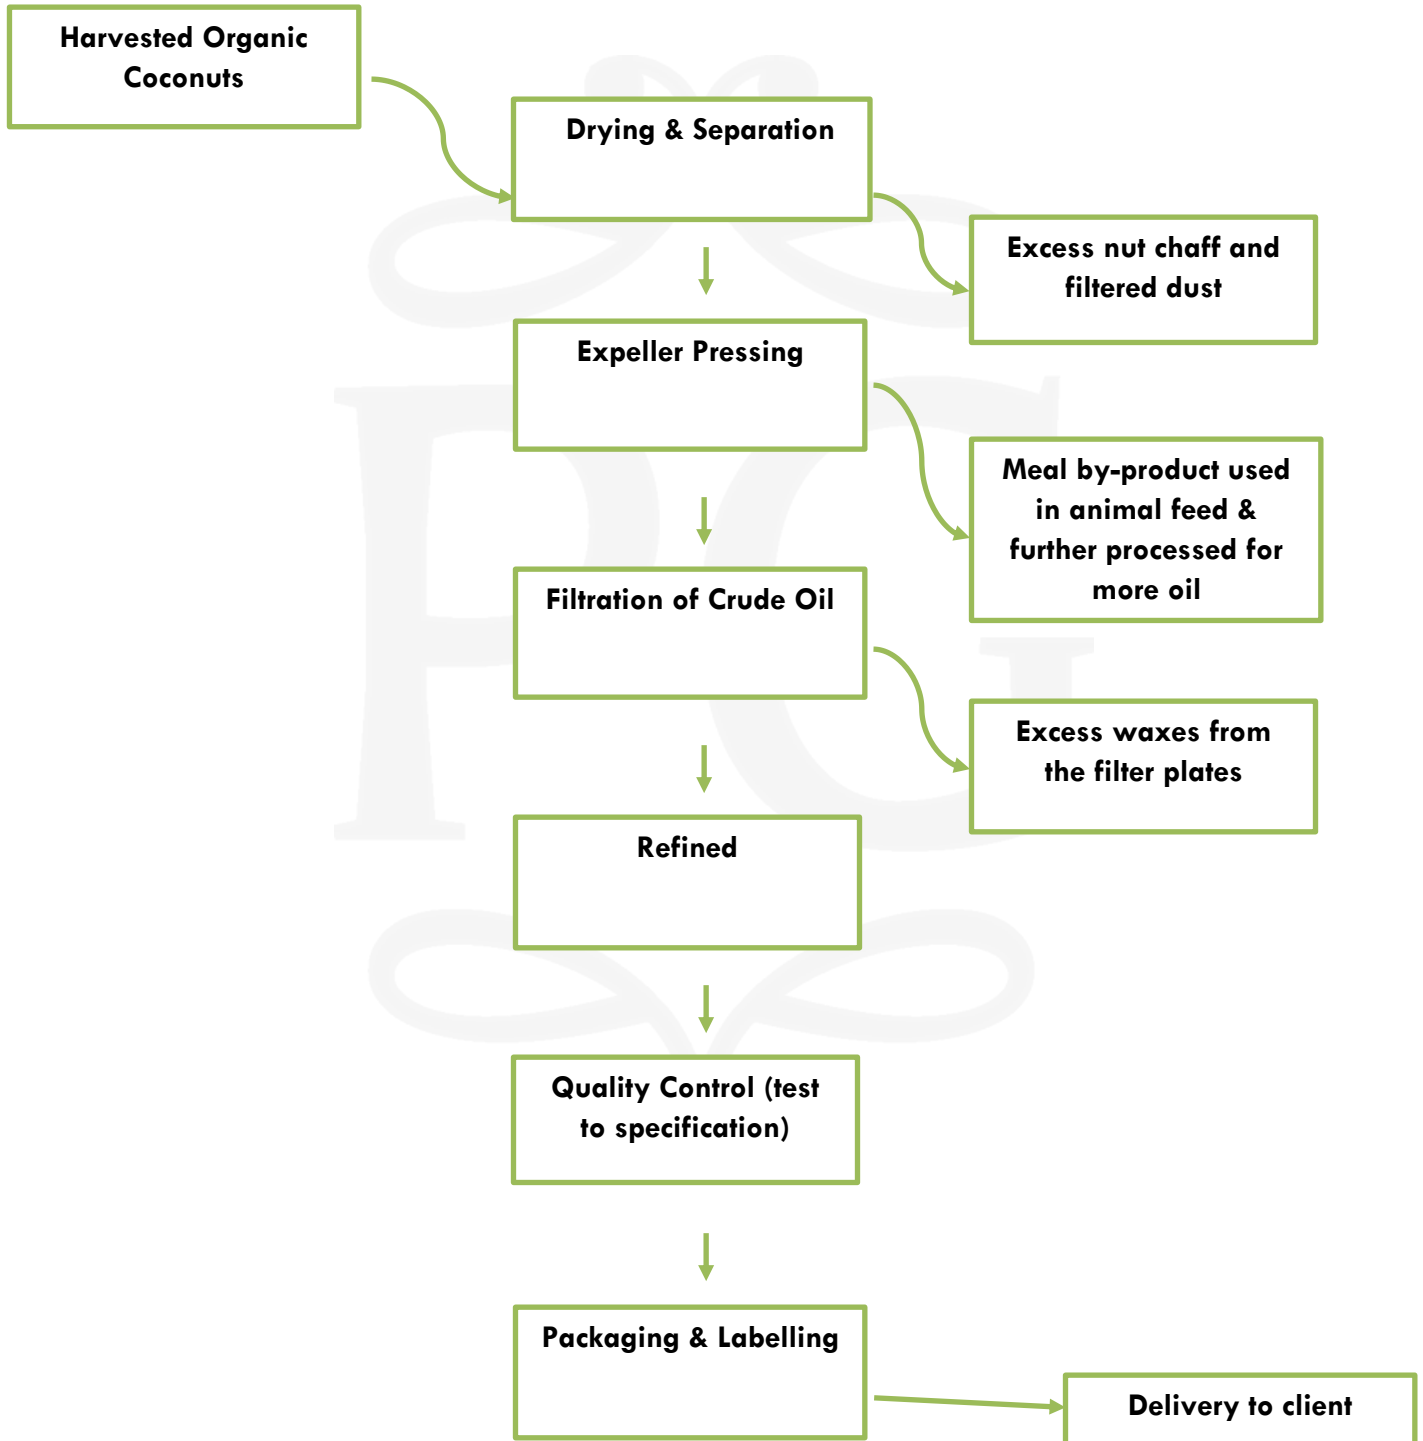 Harvested Organic
Coconuts
Drying & Separation
Excess nut chaff and
filtered dust
Expeller Pressing
Meal by-product used
in animal feed &
further processed for
more oil
Filtration of Crude Oil
Excess waxes from
the filter plates
Refined
Quality Control (test
to specification)
Packaging & Labelling
Delivery to client
PG